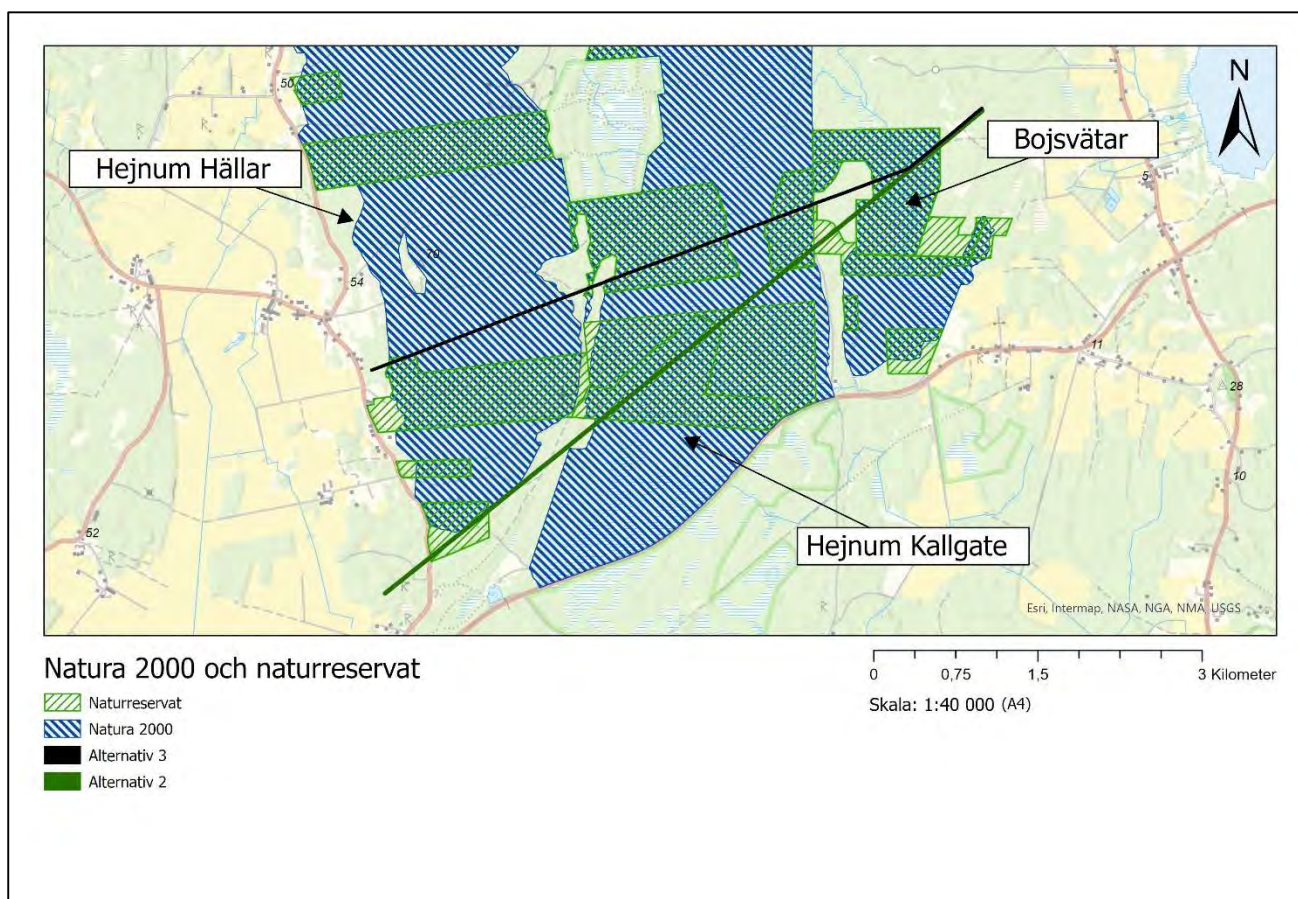 N
50
Hejnum Hällar
Bojsvätar
5
70
54
11
28
10
52
Hejnum Kallgate
Esri, Intermap, NASA, NGA, NMA, USGS
Natura 2000 och naturreservat
Naturreservat
Natura 2000
Alternativ 3
Alternativ 2
0 0,75 1,5 3 Kilometer
Skala: 1:40 000 (A4)